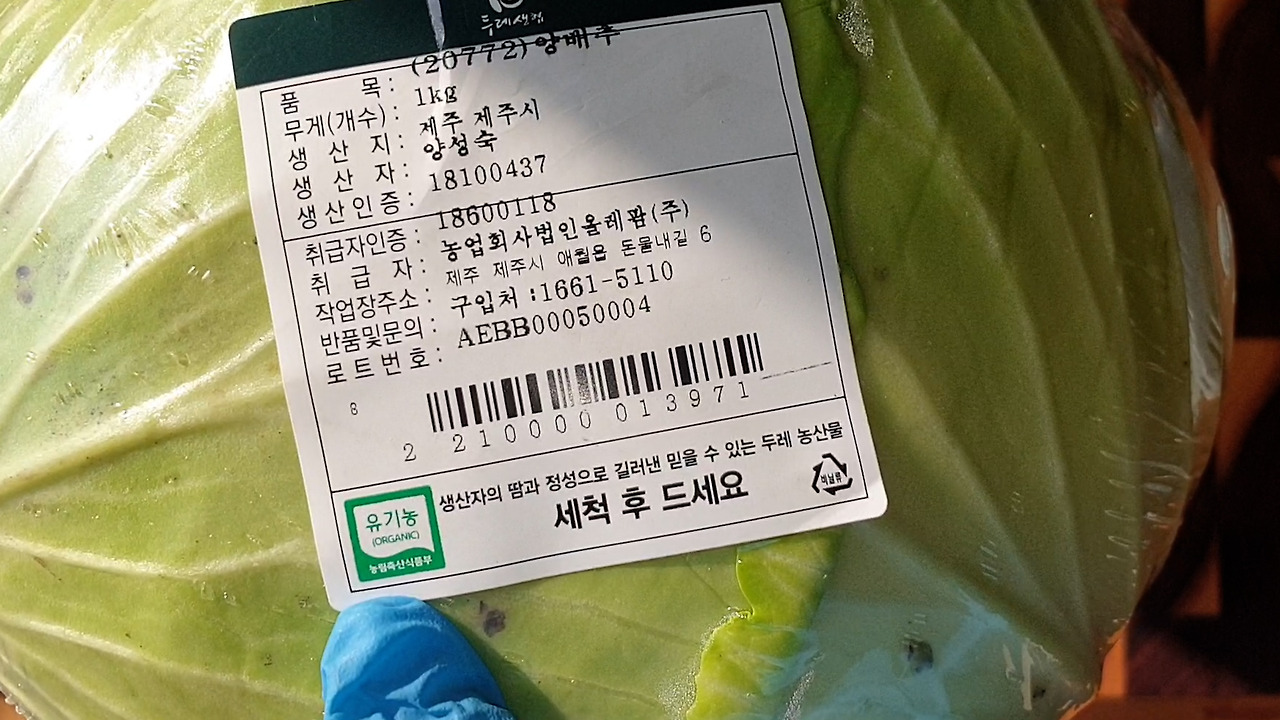 두레생협
품 목 : (20772)양배추
무게(개수) : 1kg
생 산 지 : 제주 제주시
생 산 자 : 양성숙
생산인증 : 18100437
취급자인증 : 18600118
취 급 자 : 농업회사법인올레팜(주)
작업장주소 : 제주 제주시 애월읍 돈물내길 6
반품및문의 : 구입처 :1661-5110
로트번호 : AEBB00050004
8
2 210000 013971
생산자의 땀과 정성으로 길러낸 믿을 수 있는 두레 농산물
세척 후 드세요
비닐류
유기농
(ORGANIC)
농림축산식품부